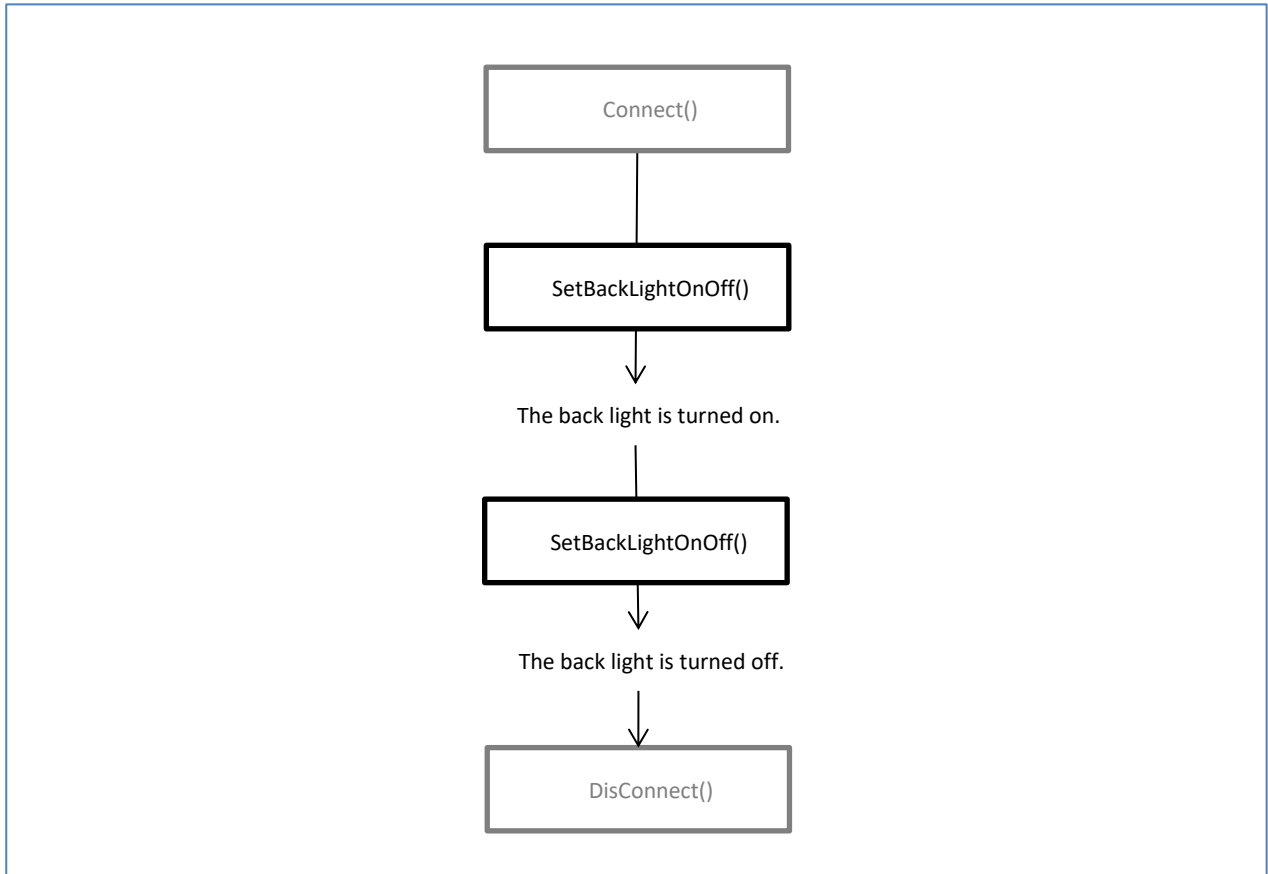 Connect()
SetBackLightOnOff()
The back light is turned on.
SetBackLightOnOff()
The back light is turned off.
DisConnect()